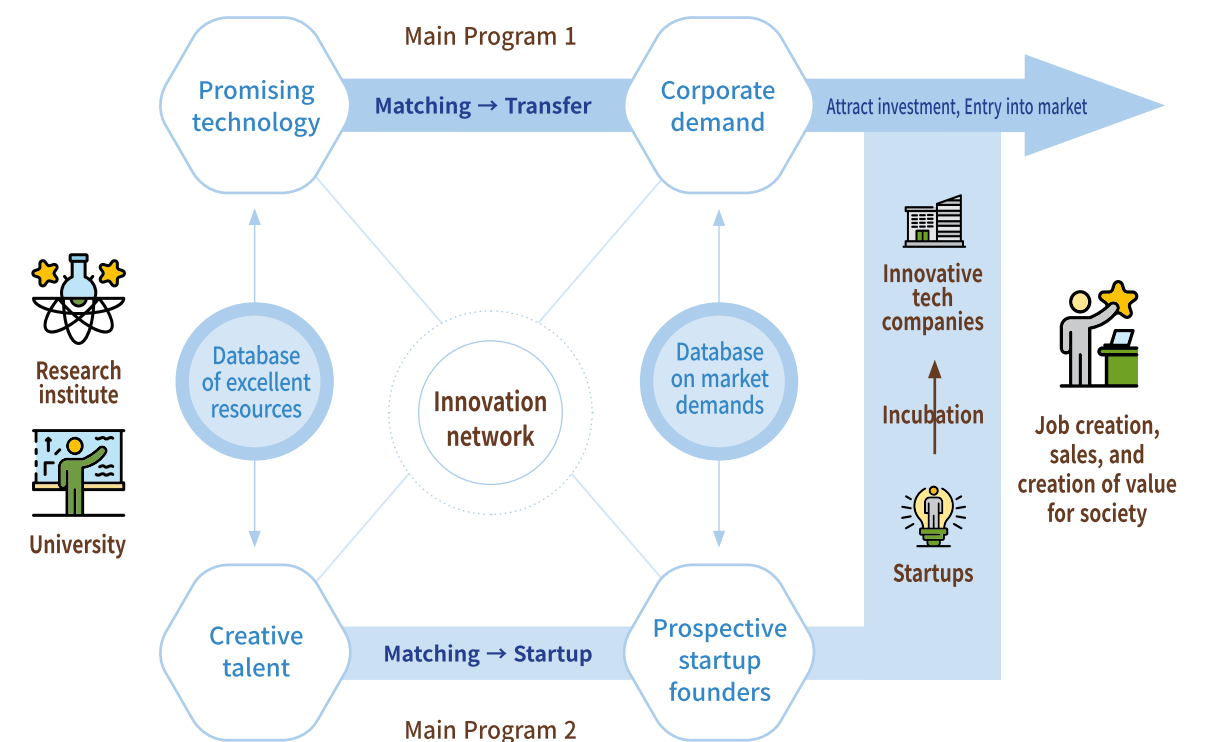 Main Program 1
Promising
technology
Matching → Transfer
Corporate
demand
Attract investment, Entry into market
Research
institute
University
Database
of excellent
resources
Innovation
network
Database
on market
demands
Innovative
tech
companies
Incubation
Startups
Job creation,
sales, and
creation of value
for society
Creative
talent
Matching → Startup
Prospective
startup
founders
Main Program 2